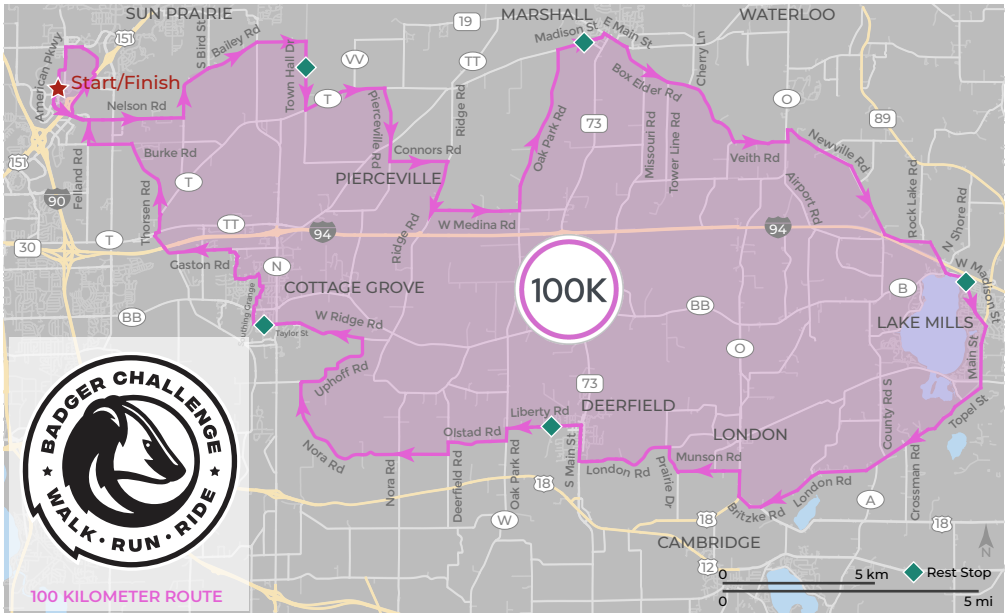 SUN PRAIRIE
MARSHALL
WATERLOO
19
151
S Bird St
Bailey Rd
Town Hall Dr
VV
TT
Madison St
E Main St
Cherry Ln
American Pkwy
Start/Finish
Nelson Rd
T
Pierceville Rd
Ridge Rd
Oak Park Rd
73
Box Elder Rd
Missouri Rd
Tower Line Rd
O
89
151
Burke Rd
Connors Rd
Veith Rd
Newville Rd
Felland Rd
90
T
PIERCEVILLE
Airport Rd
Rock Lake Rd
N Shore Rd
Thorsen Rd
TT
94
Ridge Rd
W Medina Rd
94
30
T
Gaston Rd
N
COTTAGE GROVE
100K
W Madison St
B
BB
W Ridge Rd
Taylor St
BB
LAKE MILLS
O
Main St
Uphoff Rd
73
DEERFIELD
County Rd S
Topel St
Liberty Rd
Olstad Rd
LONDON
Nora Rd
Nora Rd
Deerfield Rd
Oak Park Rd
S Main St
London Rd
Prairie Dr
Munson Rd
London Rd
Crossman Rd
18
W
18
Britzke Rd
A
18
CAMBRIDGE
12
N
BADGER CHALLENGE
WALK • RUN • RIDE
100 KILOMETER ROUTE
0 5 km
Rest Stop
0 5 mi